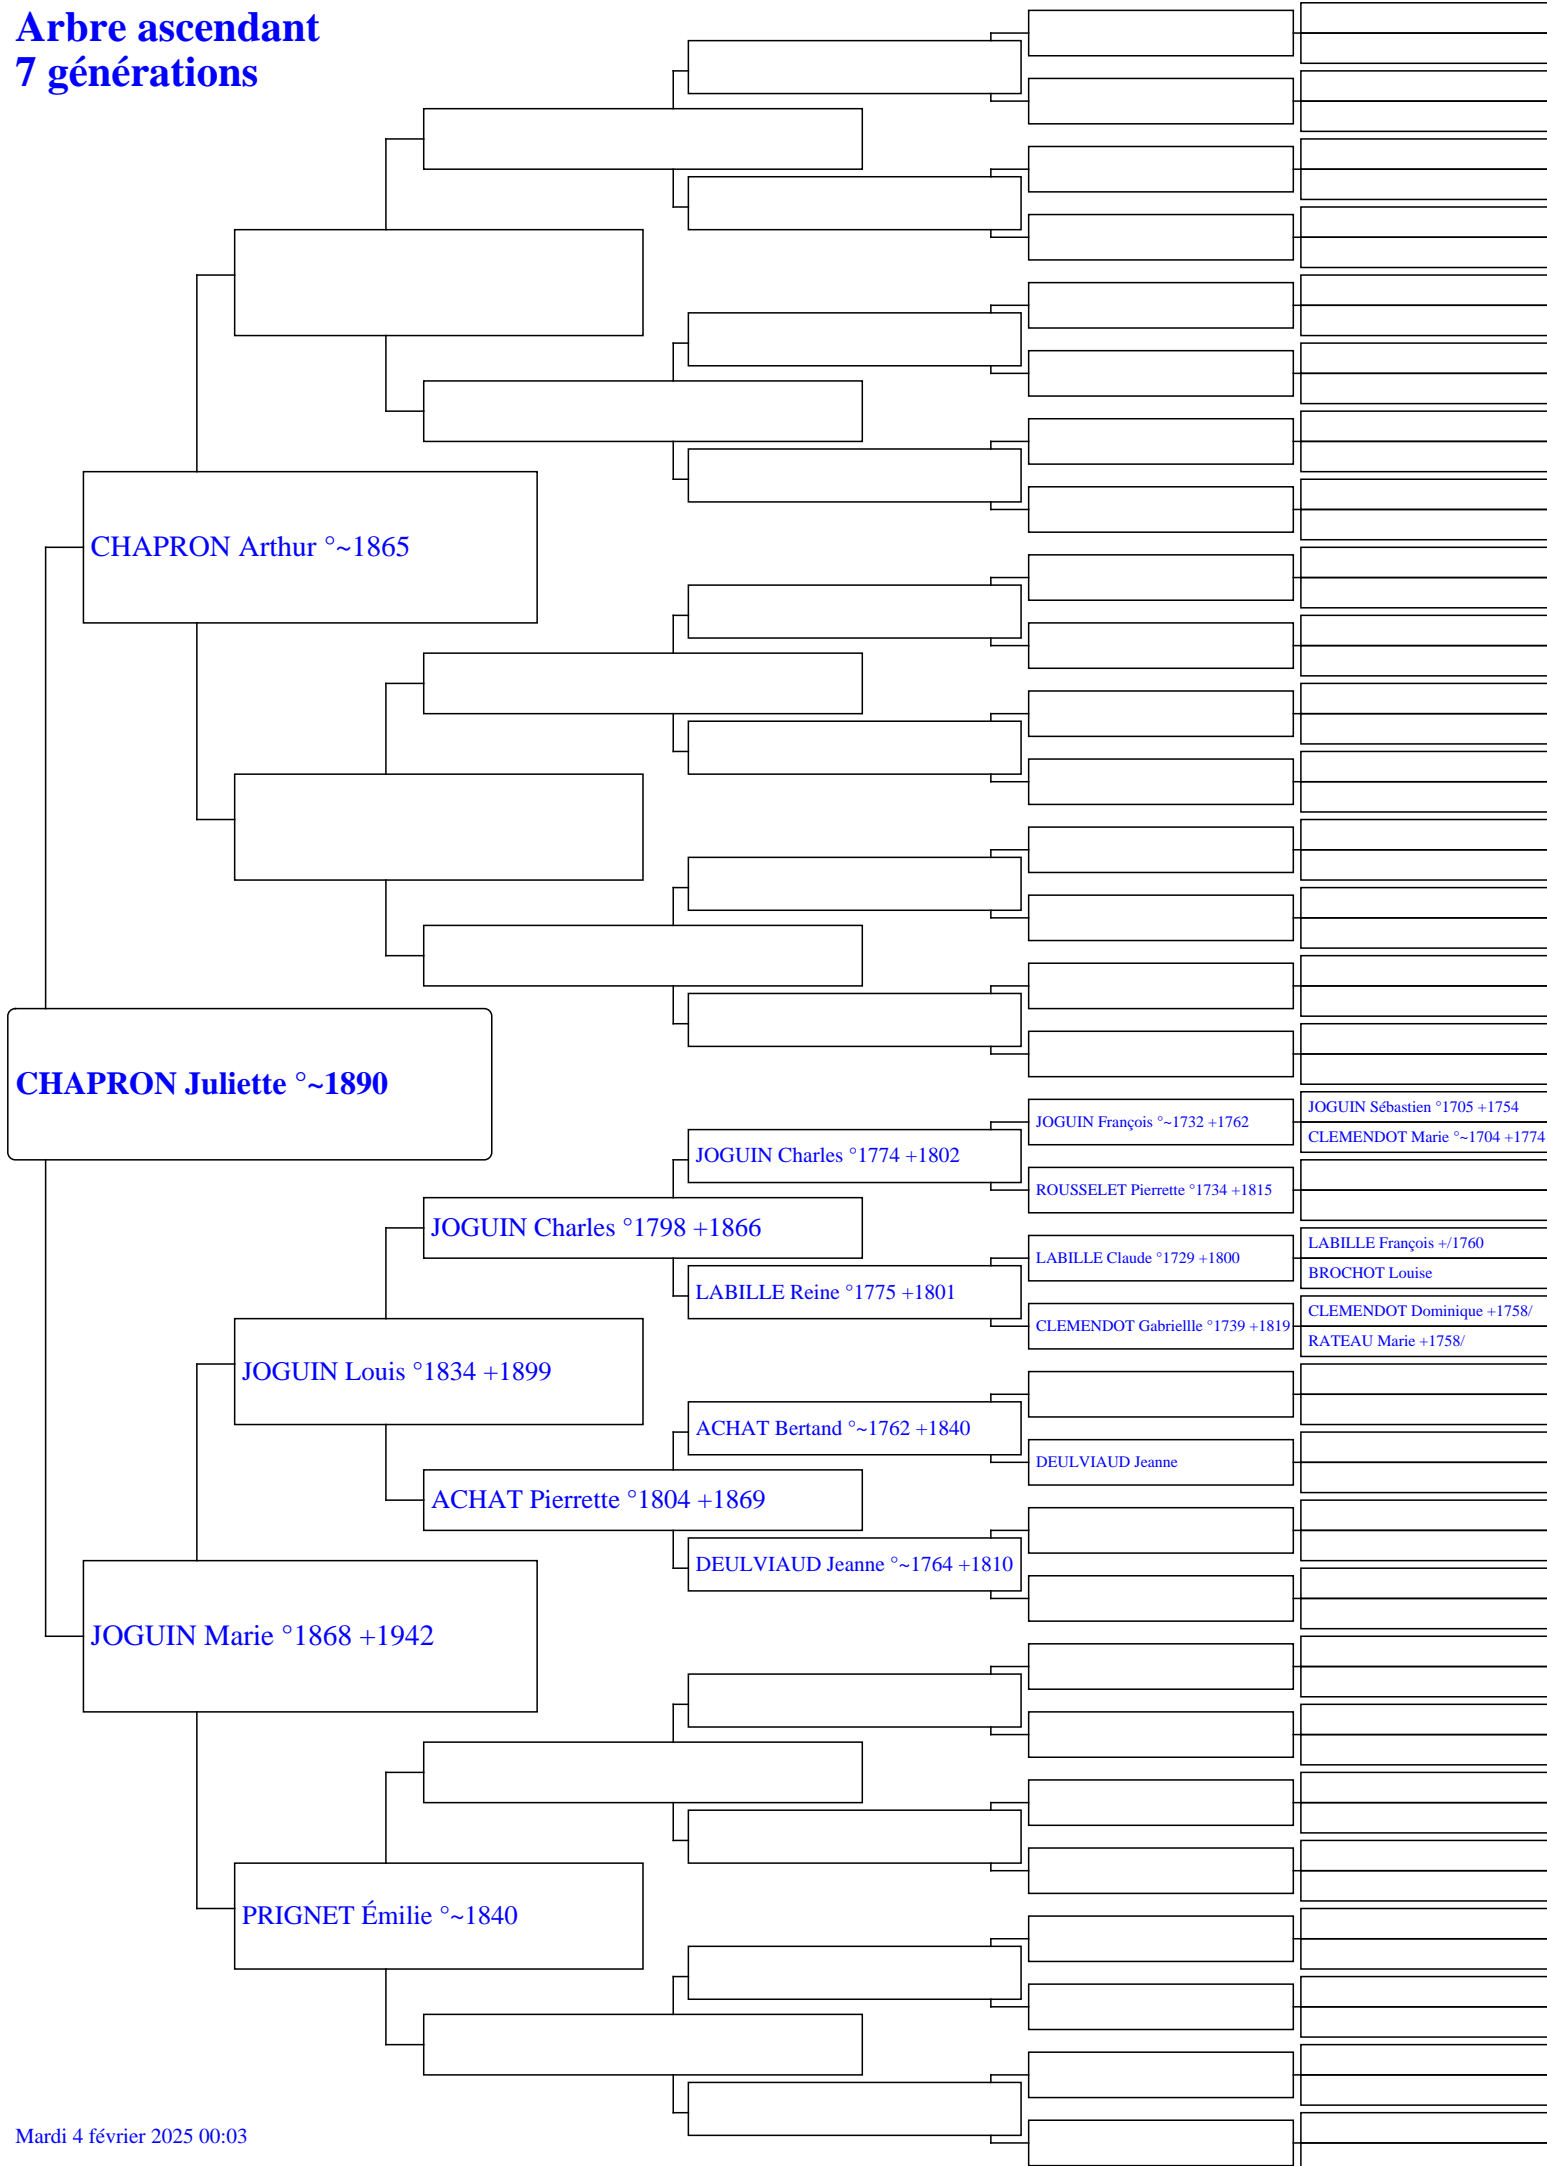 Arbre ascendant
7 générations
CHAPRON Arthur °~1865
CHAPRON Juliette °~1890
JOGUIN François °~1732 +1762
JOGUIN Sébastien °1705 +1754
CLEMENDOT Marie °~1704 +1774
JOGUIN Charles °1774 +1802
ROUSSELET Pierrette °1734 +1815
JOGUIN Charles °1798 +1866
LABILLE Claude °1729 +1800
LABILLE François +/1760
BROCHOT Louise
LABILLE Reine °1775 +1801
CLEMENDOT Gabriellle °1739 +1819
CLEMENDOT Dominique +1758/
RATEAU Marie +1758/
JOGUIN Louis °1834 +1899
ACHAT Bertand °~1762 +1840
DEULVIAUD Jeanne
ACHAT Pierrette °1804 +1869
DEULVIAUD Jeanne °~1764 +1810
JOGUIN Marie °1868 +1942
PRIGNET Émilie °~1840
Mardi 4 février 2025 00:03